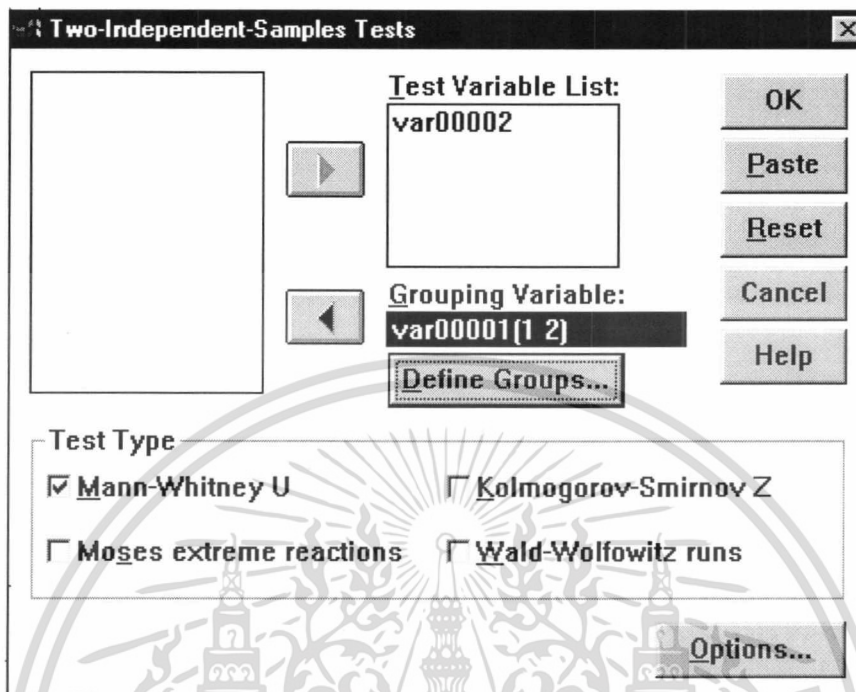 Two-Independent-Samples Tests
Test Variable List:
var00002
OK
Paste
Reset
Grouping Variable:
var00001(1 2)
Cancel
Help
Define Groups...
Test Type
Mann-Whitney U
Kolmogorov-Smirnov Z
Moses extreme reactions
Wald-Wolfowitz runs
Options...